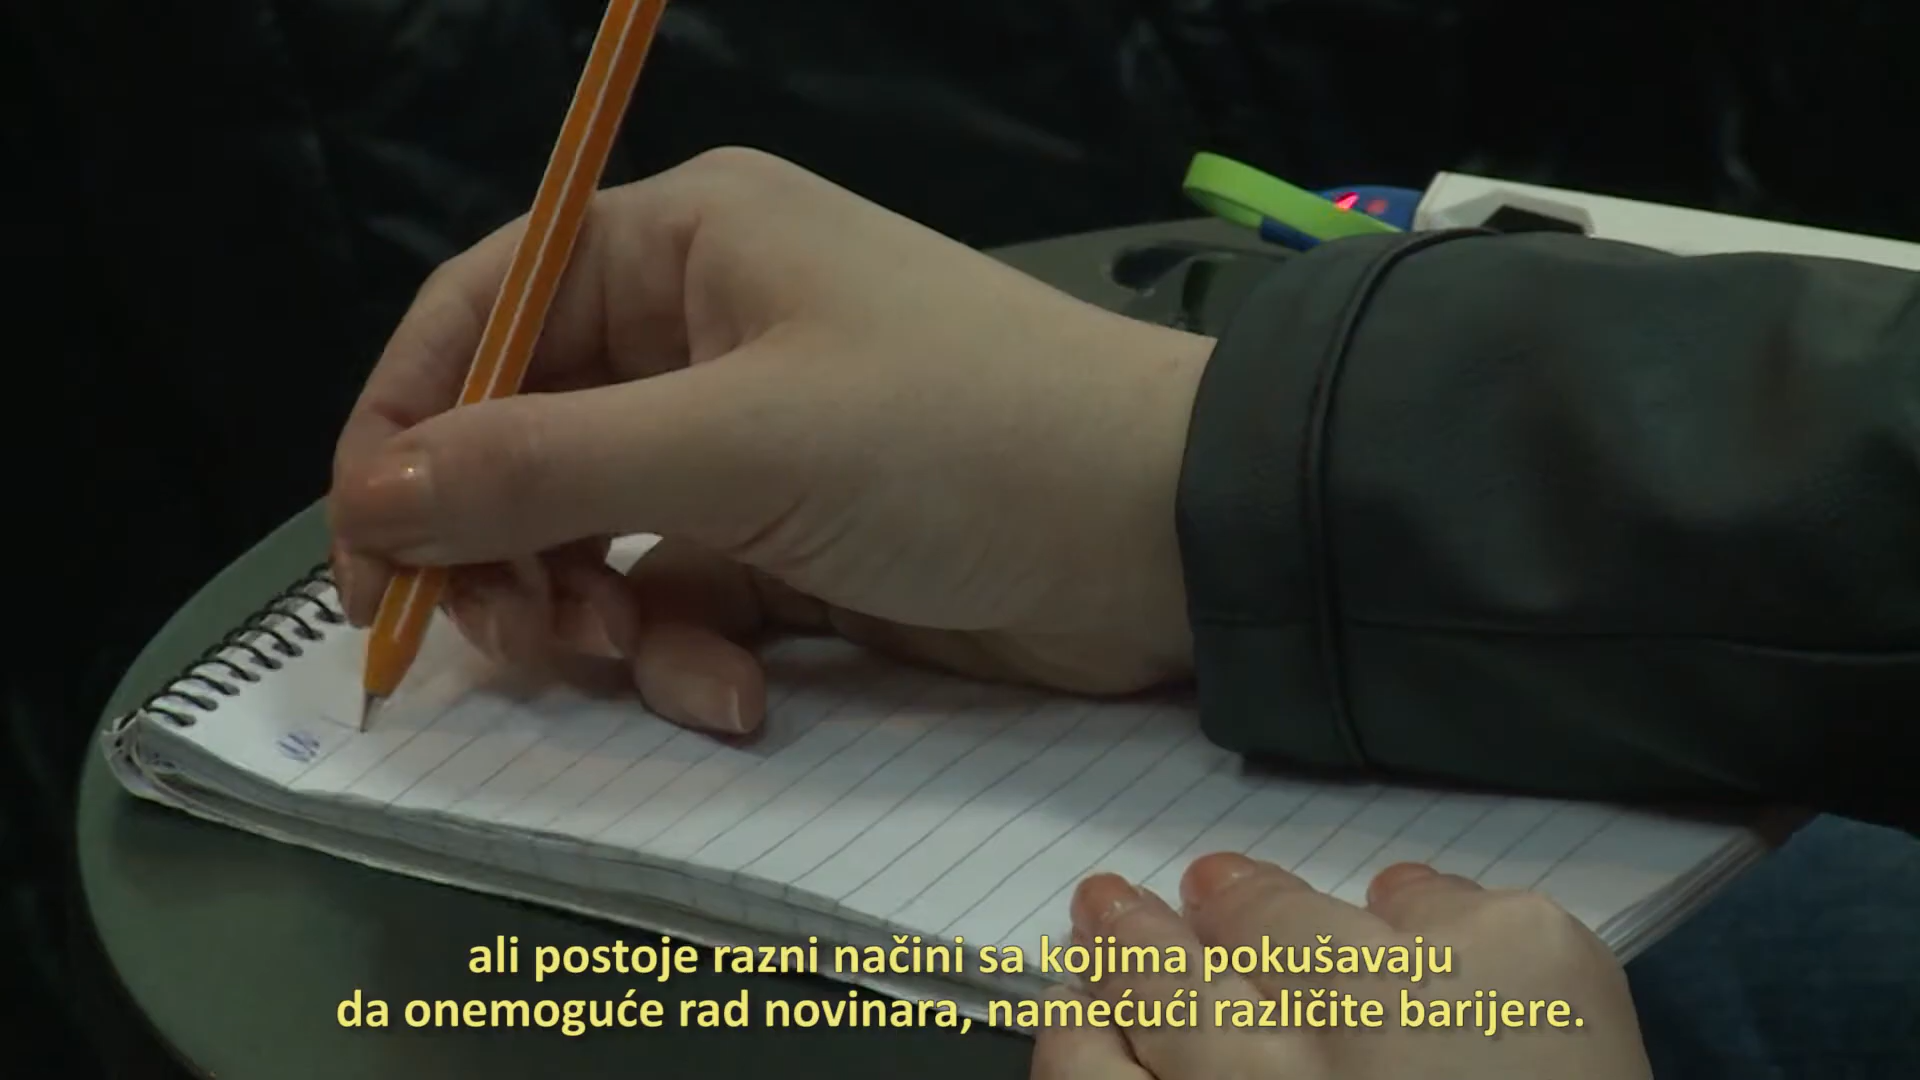 ali postoje razni načini sa kojima pokušavaju
da onemoguće rad novinara, namećući različite barijere.